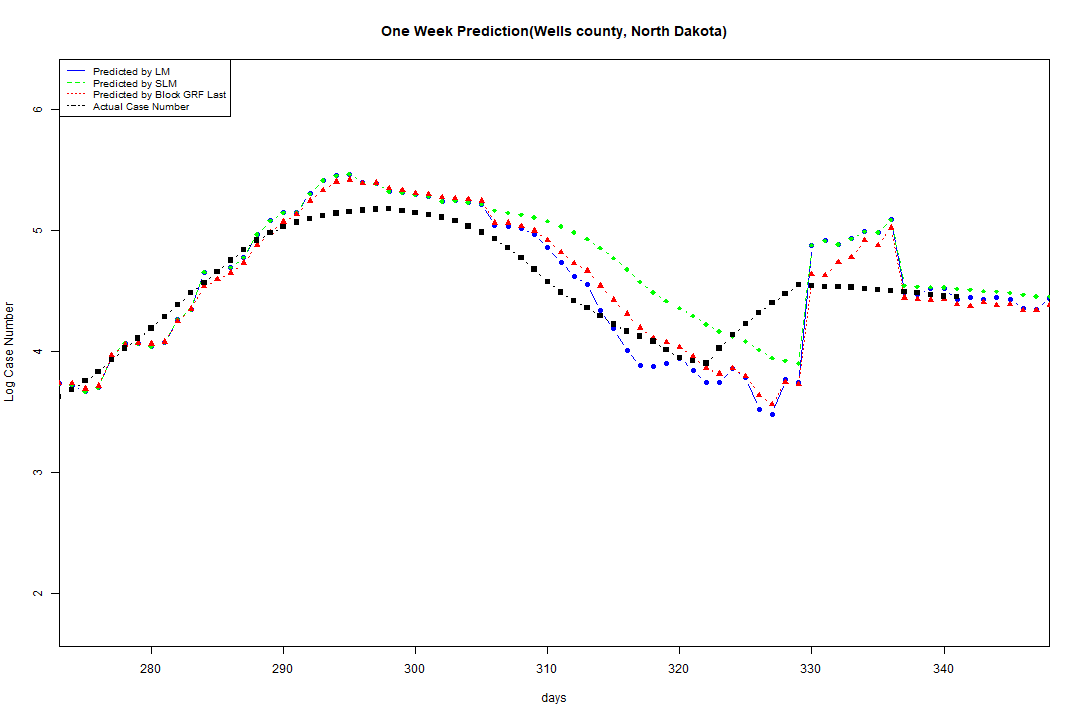 One Week Prediction(Wells county, North Dakota)
Predicted by LM
Predicted by SLM
Predicted by Block GRF Last
Actual Case Number
6
5
4
3
2
Log Case Number
280 290 300 310 320 330 340
days